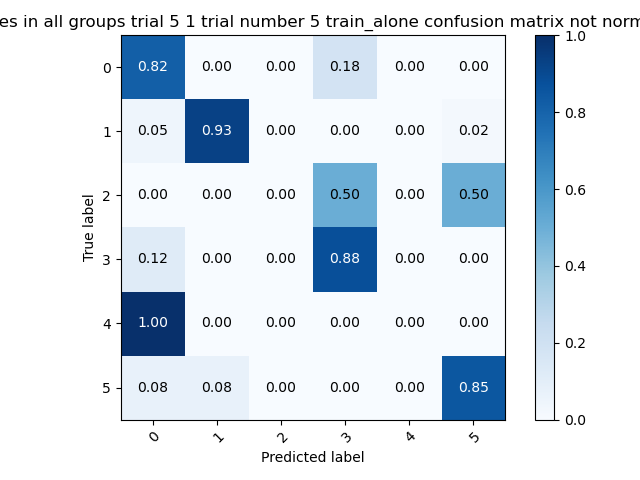 es in all groups trial 5 1 trial number 5 train_alone confusion matrix not norm
True label
0 0.82 0.00 0.00 0.18 0.00 0.00
1 0.05 0.93 0.00 0.00 0.00 0.02
2 0.00 0.00 0.00 0.50 0.00 0.50
3 0.12 0.00 0.00 0.88 0.00 0.00
4 1.00 0.00 0.00 0.00 0.00 0.00
5 0.08 0.08 0.00 0.00 0.00 0.85
0 1 2 3 4 5
Predicted label
1.0
0.8
0.6
0.4
0.2
0.0